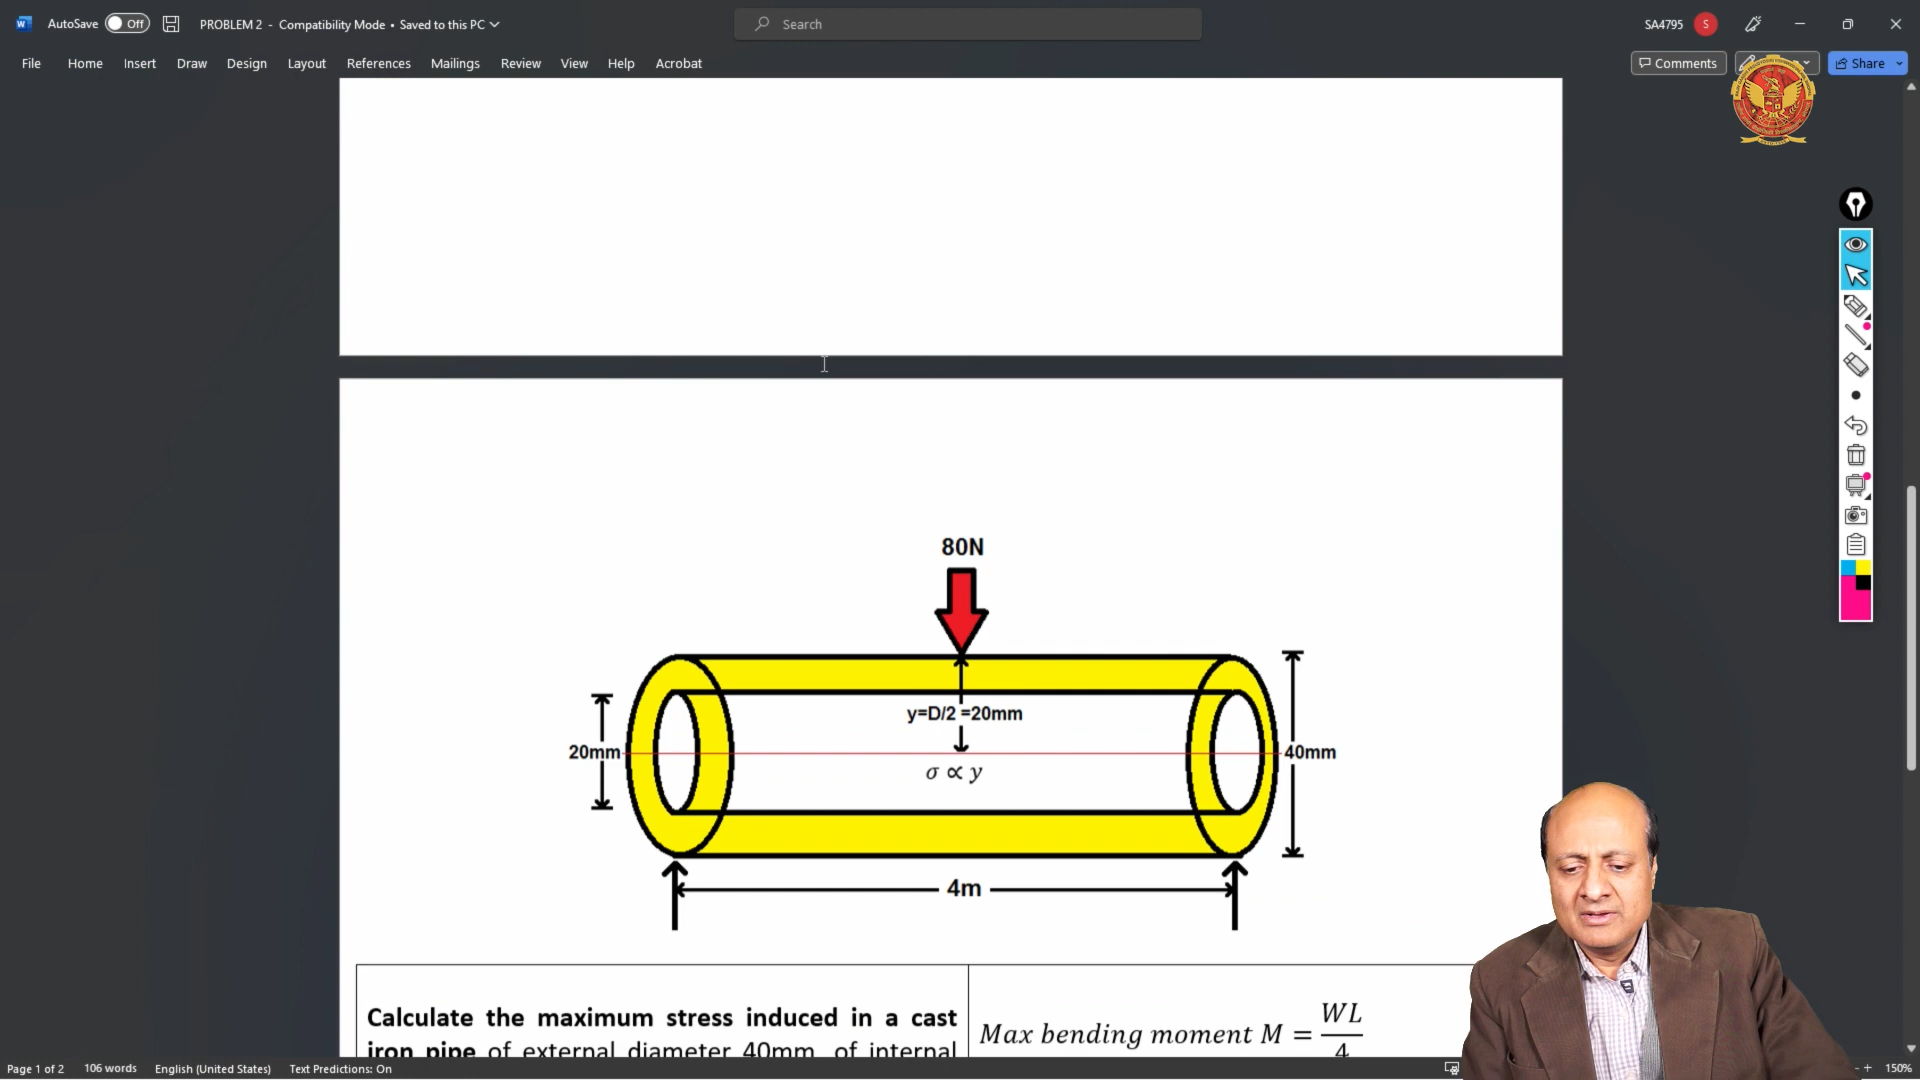 AutoSave Off PROBLEM 2 - Compatibility Mode • Saved to this PC Search SA4795 S
File Home Insert Draw Design Layout References Mailings Review View Help Acrobat Comments Share
80N
y=D/2 =20mm
20mm 40mm
σ ∝ y
4m
Calculate the maximum stress induced in a cast
iron pipe of external diameter 40mm, of internal
Max bending moment M = WL/4
Page 1 of 2 106 words English (United States) Text Predictions: On 150%